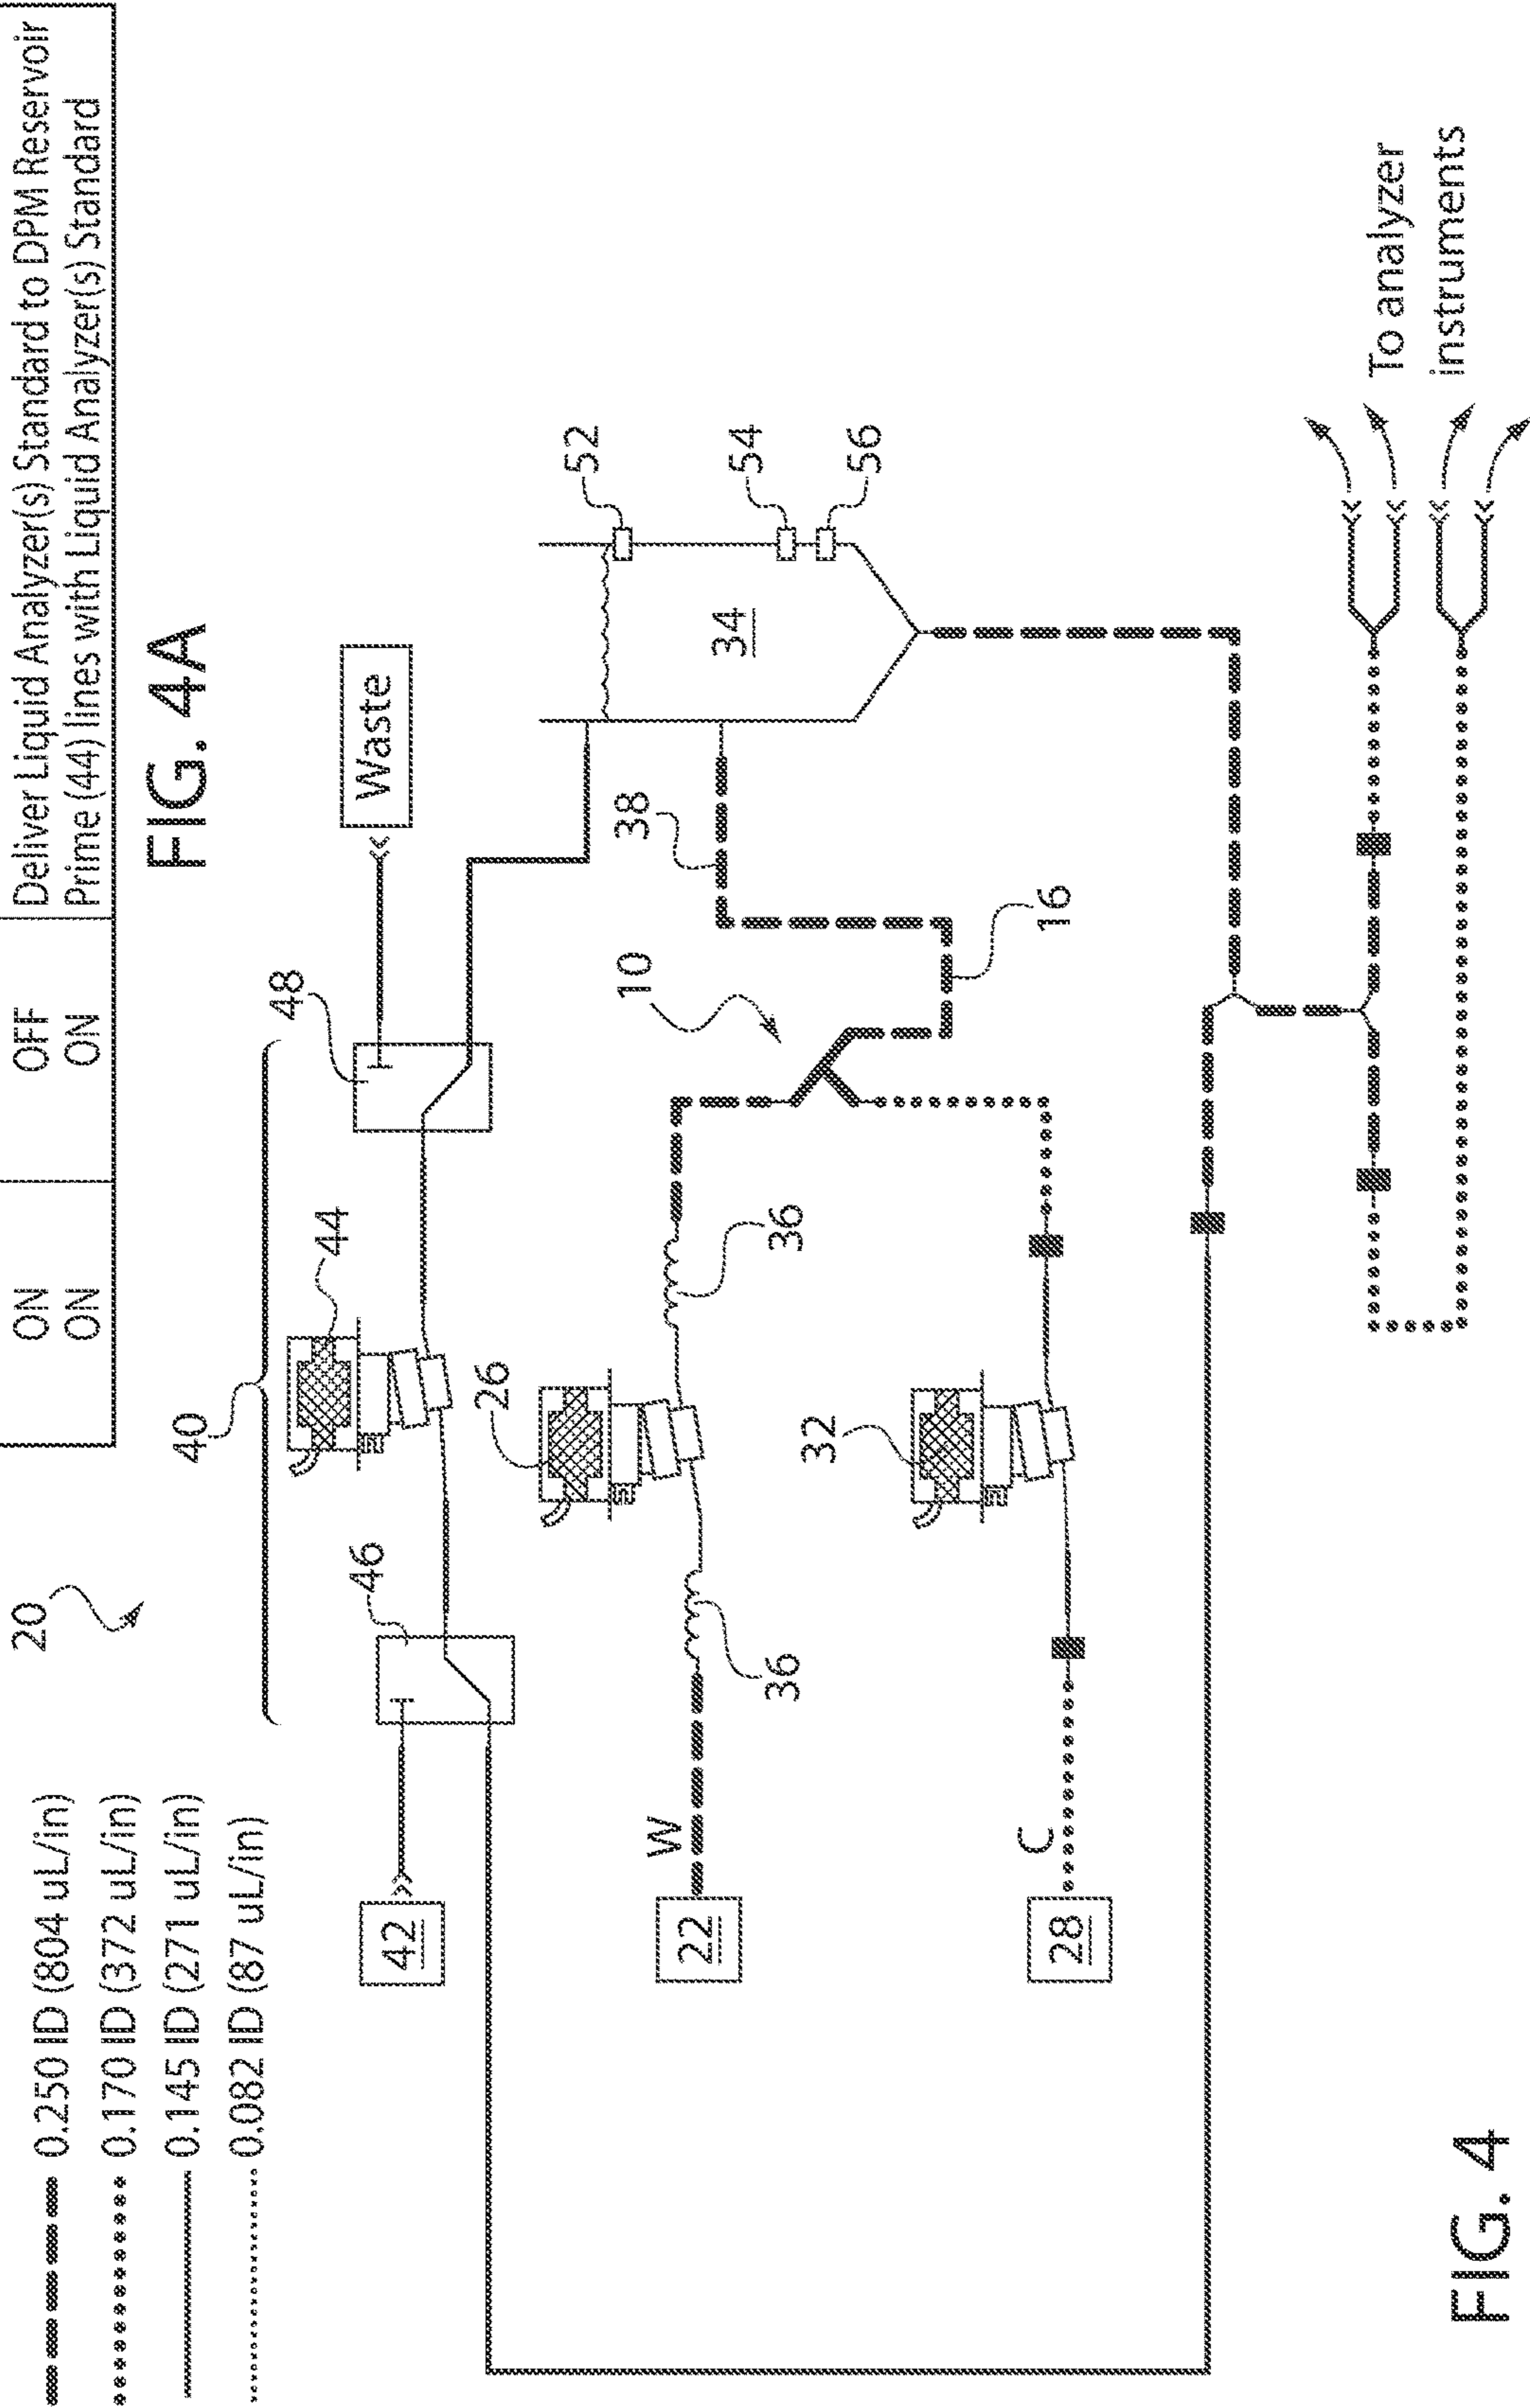 ON OFF Deliver Liquid Analyzer(s) Standard to DPM Reservoir
ON ON Prime (44) lines with Liquid Analyzer(s) Standard
FIG. 4A
0.250 ID (804 uL/in)
0.170 ID (372 uL/in)
0.145 ID (271 uL/in)
0.082 ID (87 uL/in)
20
40
48
44
46
Waste
42
52
54
56
34
38
10
16
26
36
36
W
22
32
C
28
To analyzer
instruments
FIG. 4